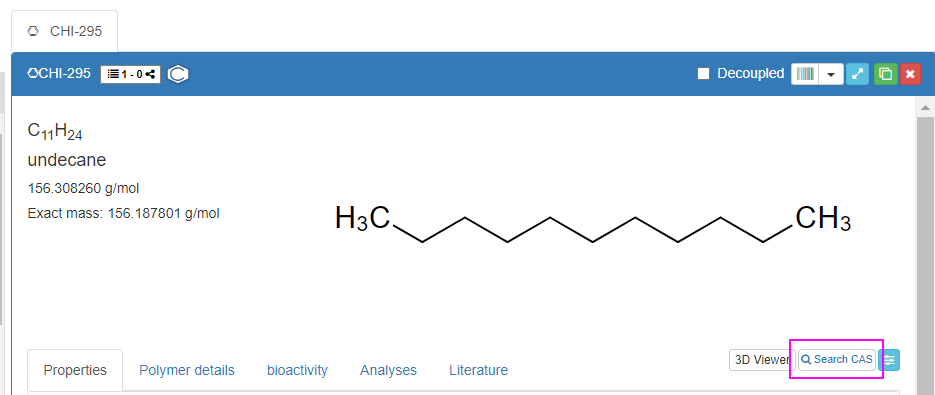 CHI-295
CHI-295 1 - 0 Decoupled
C11H24
undecane
156.308260 g/mol
Exact mass: 156.187801 g/mol
H3C CH3
3D Viewer Search CAS
Properties Polymer details bioactivity Analyses Literature